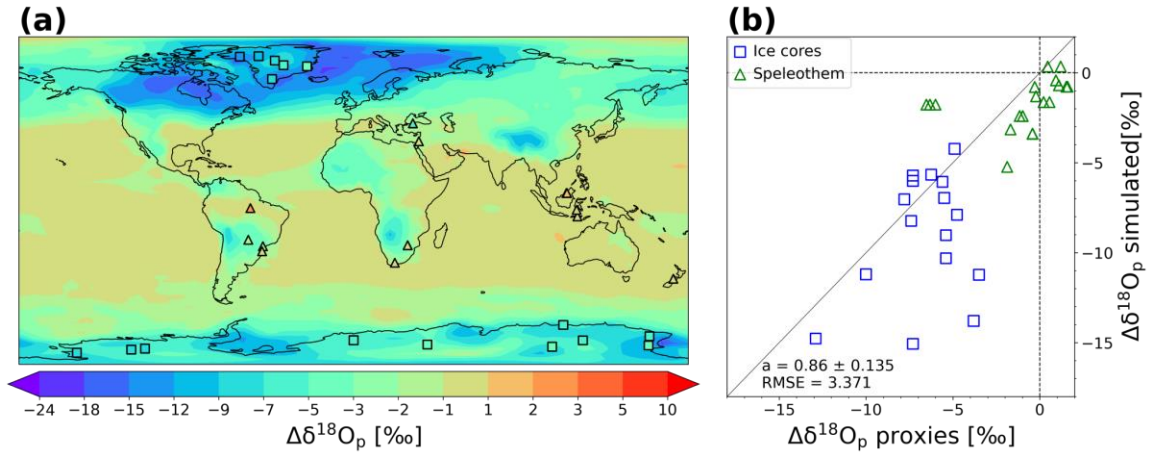 (a)
−24 −18 −15 −12 −9 −7 −5 −3 −2 −1 1 2 3 5 10
Δδ¹⁸Oₚ [‰]
(b)
Ice cores
Speleothem
0
−5
−10
−15
Δδ¹⁸Oₚ simulated[‰]
a = 0.86 ± 0.135
RMSE = 3.371
−15 −10 −5 0
Δδ¹⁸Oₚ proxies [‰]